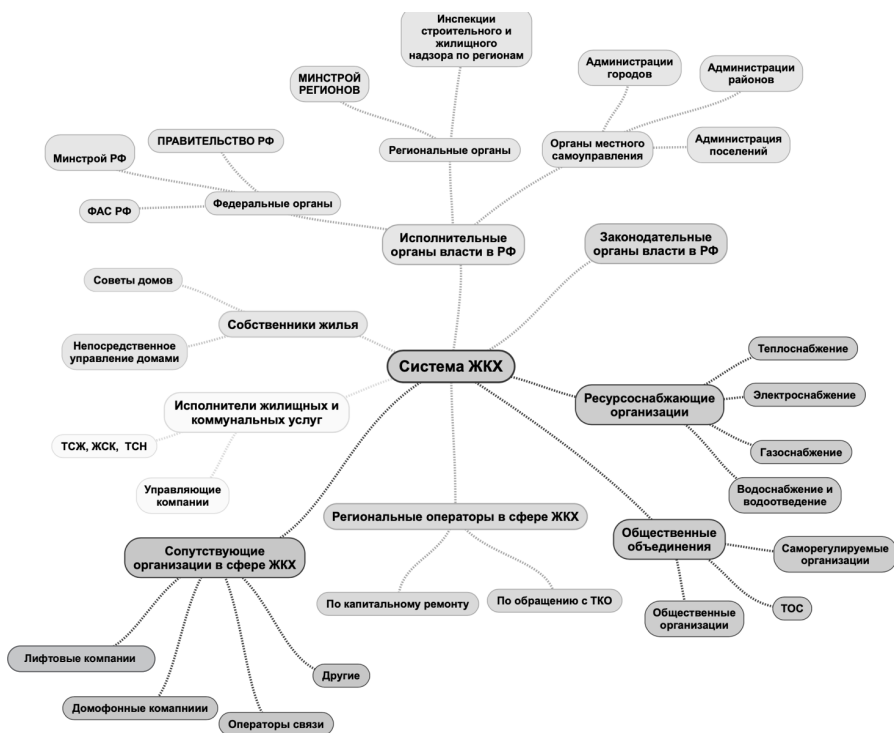 Инспекции
строительного и
жилищного
надзора по регионам
Администрации
городов
Администрации
районов
МИНСТРОЙ
РЕГИОНОВ
ПРАВИТЕЛЬСТВО РФ
Минстрой РФ
Региональные органы
Органы местного
самоуправления
Администрация
поселений
ФАС РФ
Федеральные органы
Исполнительные
органы власти в РФ
Законодательные
органы власти в РФ
Советы домов
Собственники жилья
Непосредственное
управление домами
Система ЖКХ
Теплоснабжение
Ресурсоснабжающие
организации
Электроснабжение
Исполнители жилищных и
коммунальных услуг
ТСЖ, ЖСК, ТСН
Газоснабжение
Управляющие
компании
Водоснабжение и
водоотведение
Региональные операторы в сфере ЖКХ
Общественные
объединения
Сопутствующие
организации в сфере ЖКХ
Саморегулируемые
организации
По капитальному ремонту
По обращению с ТКО
Общественные
организации
ТОС
Лифтовые компании
Другие
Домофонные комапниии
Операторы связи